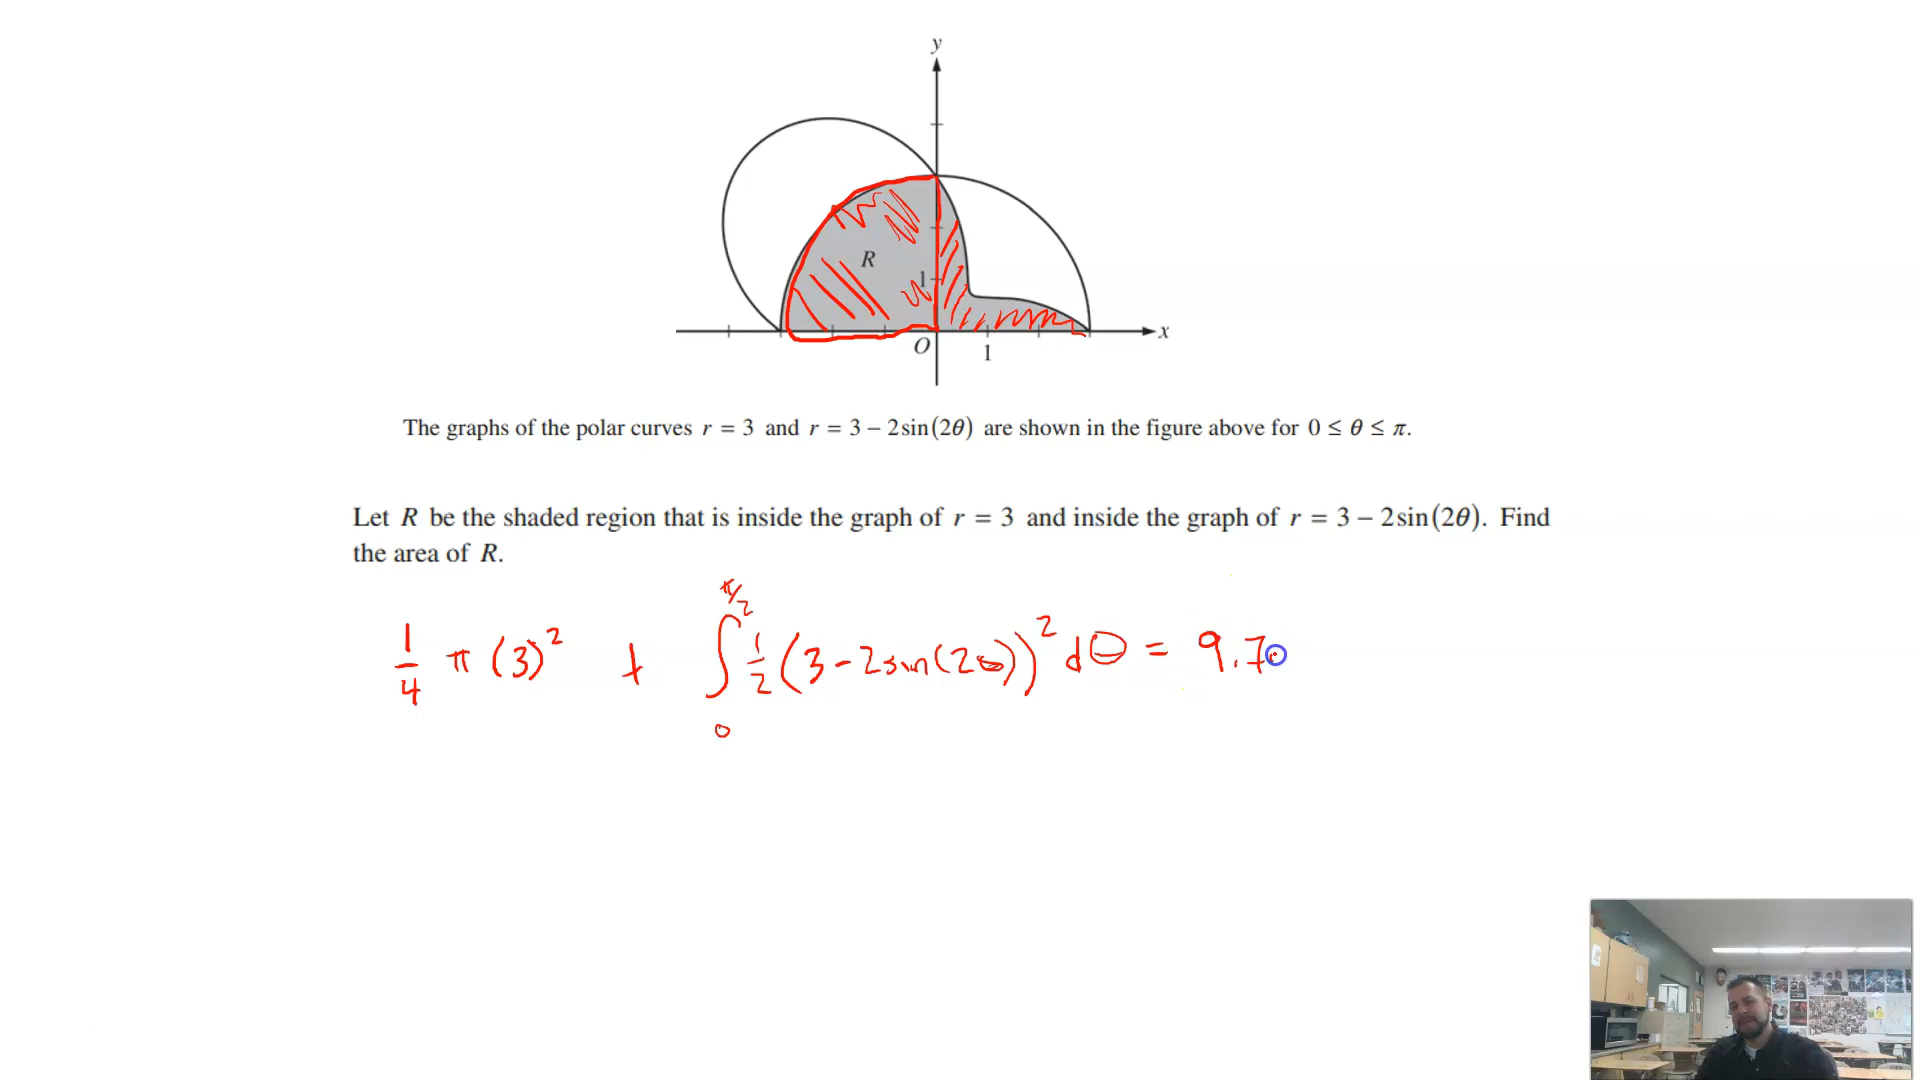 y
R
1
O
1
x
The graphs of the polar curves r = 3 and r = 3 − 2sin(2θ) are shown in the figure above for 0 ≤ θ ≤ π.
Let R be the shaded region that is inside the graph of r = 3 and inside the graph of r = 3 − 2sin(2θ). Find
the area of R.
1/4 π (3)² + ∫₀^{π/2} 1/2 (3 - 2sin(2θ))² dθ = 9.70